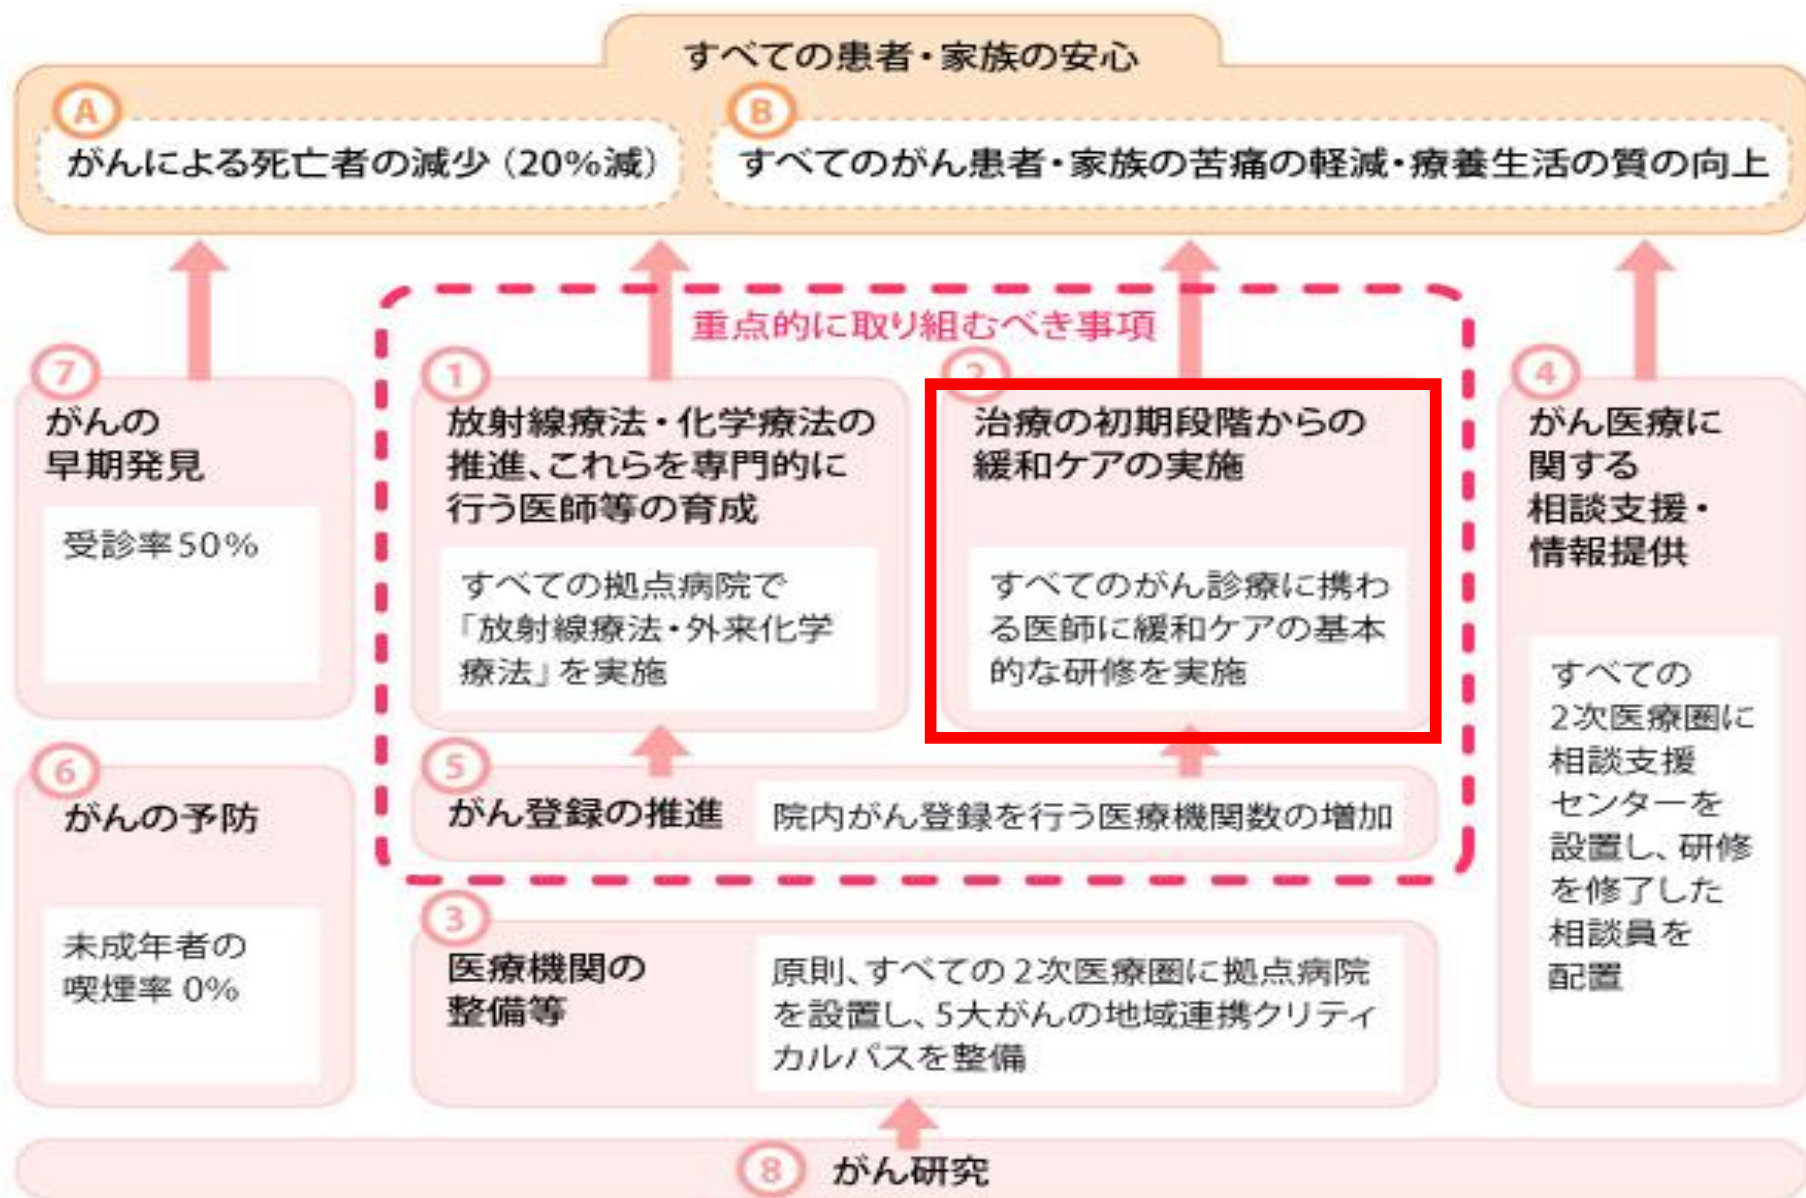 すべての患者・家族の安心
A
がんによる死亡者の減少（20%減）
B
すべてのがん患者・家族の苦痛の軽減・療養生活の質の向上
重点的に取り組むべき事項
7
がんの
早期発見
受診率50%
1
放射線療法・化学療法の
推進、これらを専門的に
行う医師等の育成
すべての拠点病院で
「放射線療法・外来化学
療法」を実施
2
治療の初期段階からの
緩和ケアの実施
すべてのがん診療に携わ
る医師に緩和ケアの基本
的な研修を実施
4
がん医療に
関する
相談支援・
情報提供
すべての
2次医療圏に
相談支援
センターを
設置し、研修
を修了した
相談員を
配置
6
がんの予防
未成年者の
喫煙率 0%
5
がん登録の推進
院内がん登録を行う医療機関数の増加
3
医療機関の
整備等
原則、すべての2次医療圏に拠点病院
を設置し、5大がんの地域連携クリティ
カルパスを整備
8
がん研究